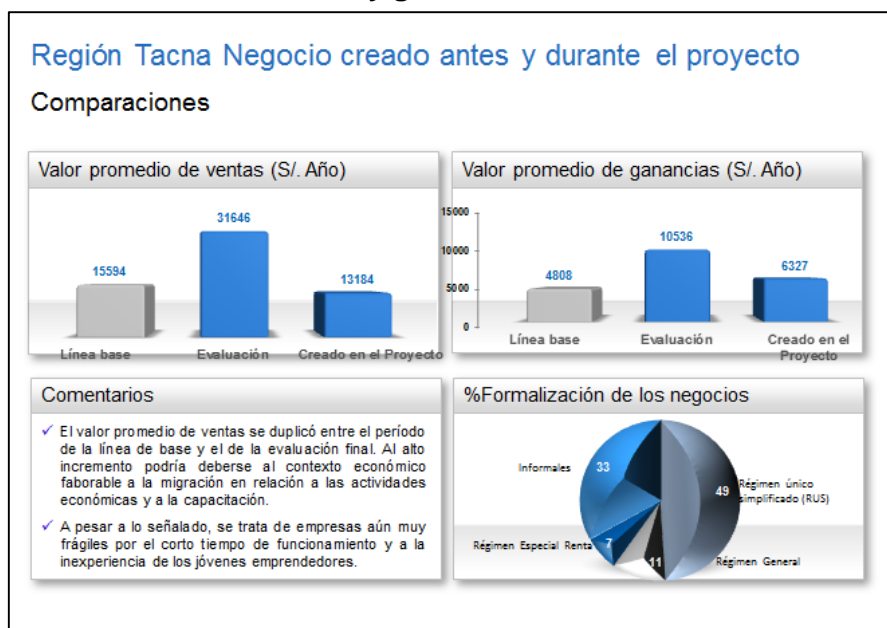 Región Tacna Negocio creado antes y durante el proyecto
Comparaciones
Valor promedio de ventas (S/. Año)
31646
15594
13184
Línea base
Evaluación
Creado en el Proyecto
Valor promedio de ganancias (S/. Año)
15000
10000
5000
0
10536
4808
6327
Línea base
Evaluación
Creado en el
Proyecto
Comentarios
✓ El valor promedio de ventas se duplicó entre el período
de la línea de base y el de la evaluación final. Al alto
incremento podría deberse al contexto económico
faborable a la migración en relación a las actividades
económicas y a la capacitación.
✓ A pesar a lo señalado, se trata de empresas aún muy
frágiles por el corto tiempo de funcionamiento y a la
inexperiencia de los jóvenes emprendedores.
%Formalización de los negocios
Informales
33
49
Régimen único
simplificado (RUS)
Régimen Especial Renta
7
11
Régimen General